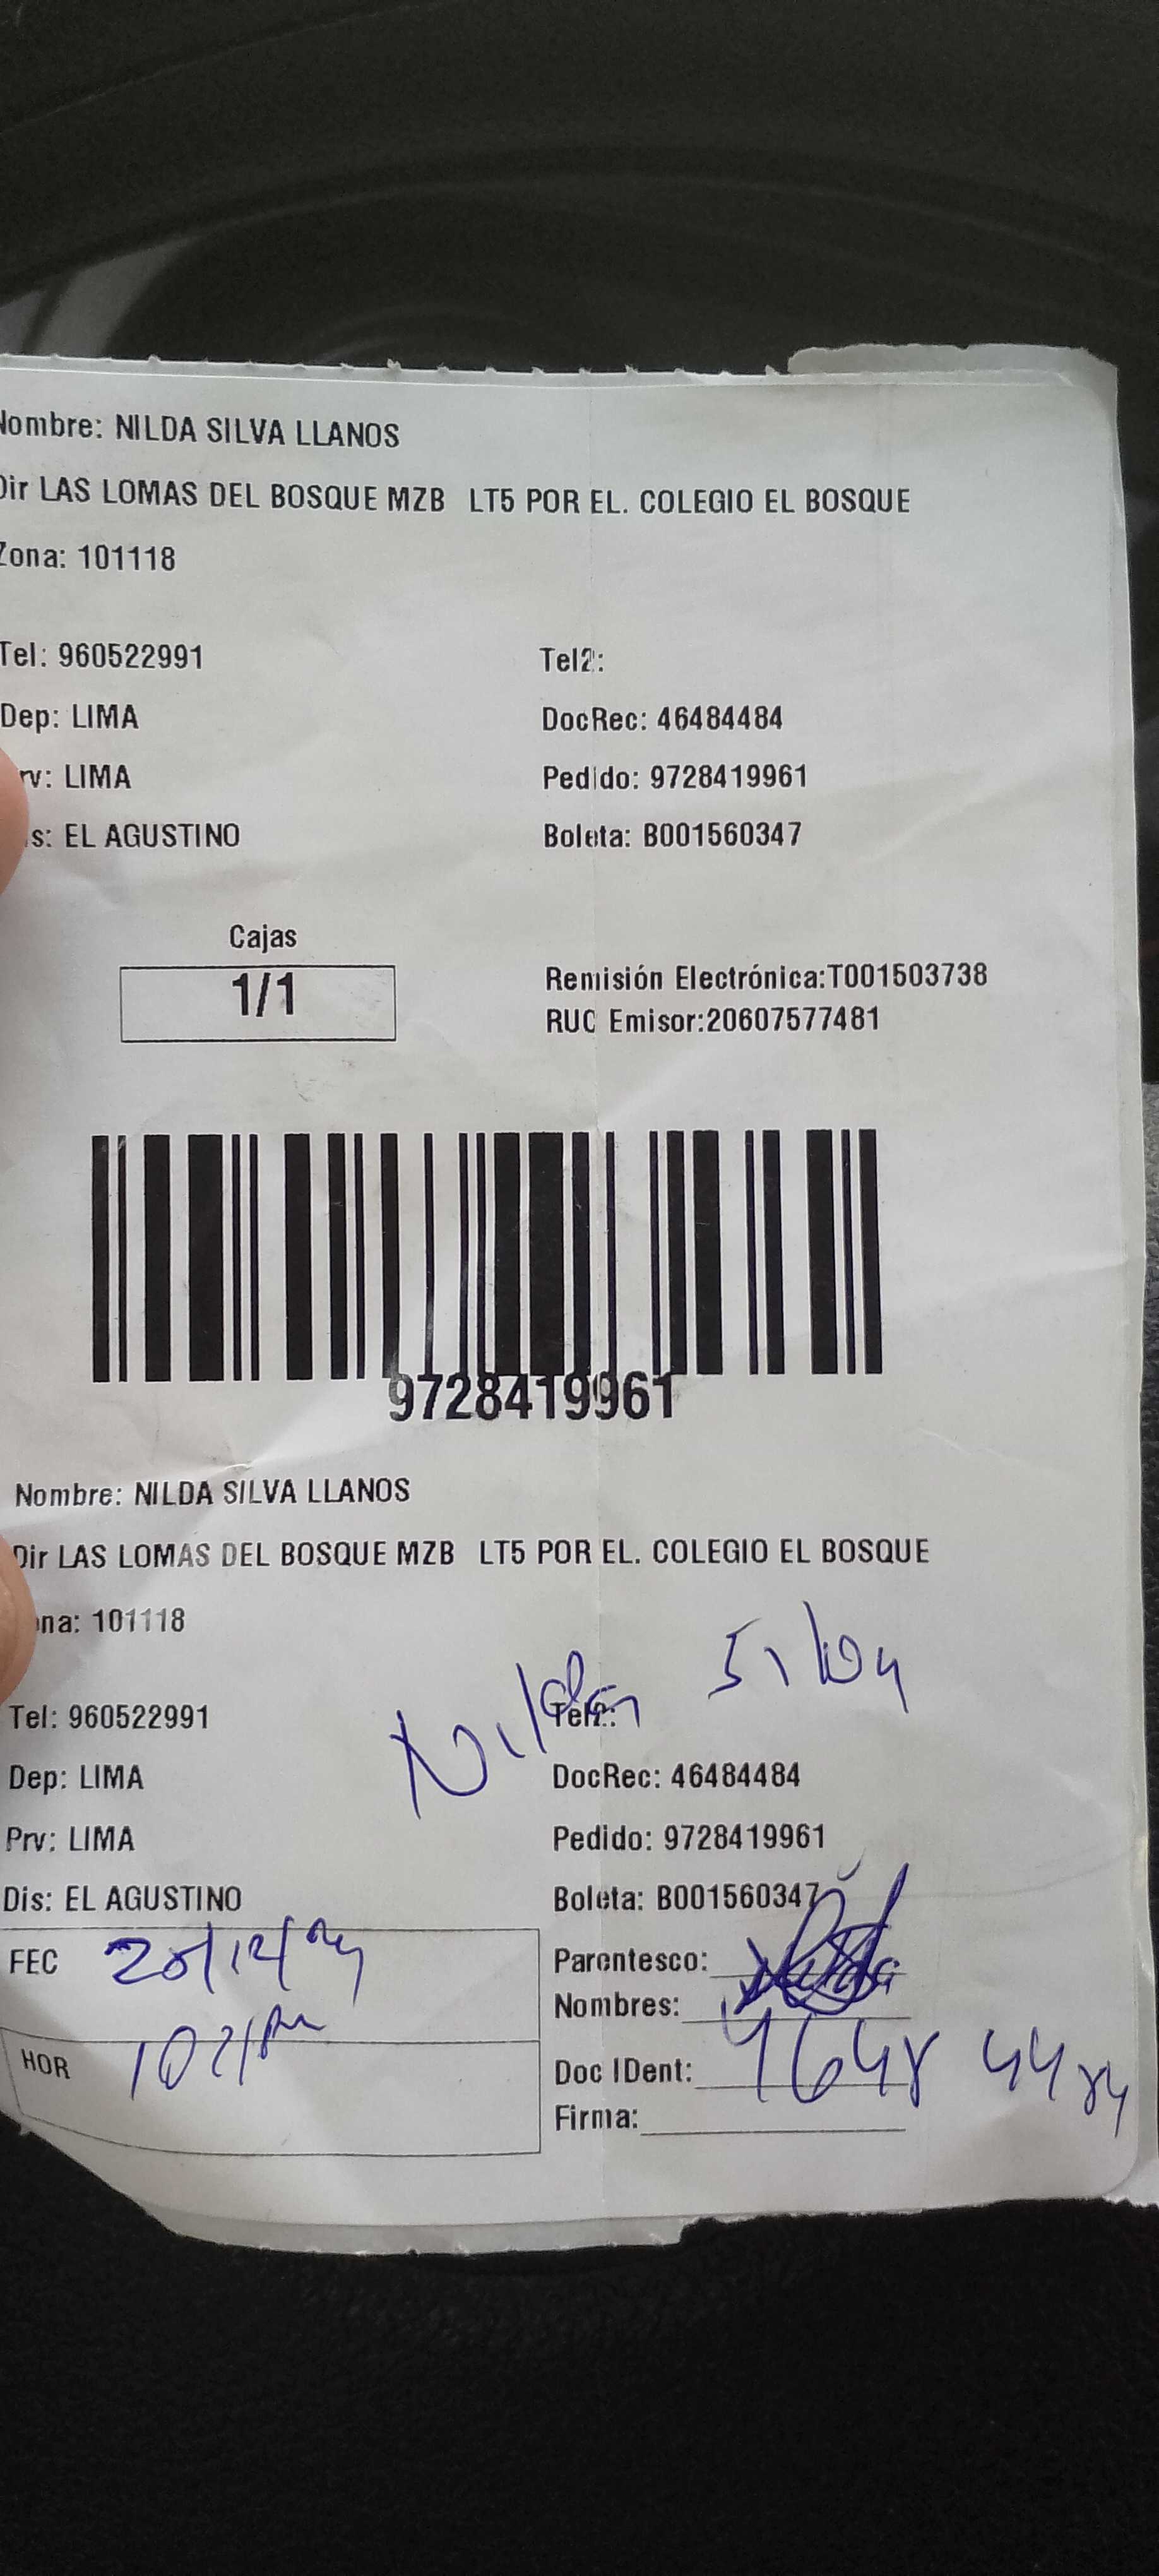 Nombre: NILDA SILVA LLANOS
Dir LAS LOMAS DEL BOSQUE MZB LT5 POR EL. COLEGIO EL BOSQUE
Zona: 101118
Tel: 960522991 Tel2:
Dep: LIMA DocRec: 46484484
rv: LIMA Pedido: 9728419961
s: EL AGUSTINO Boleta: B001560347
Cajas
1/1
Remisión Electrónica:T001503738
RUC Emisor:20607577481
9728419961
Nombre: NILDA SILVA LLANOS
Dir LAS LOMAS DEL BOSQUE MZB LT5 POR EL. COLEGIO EL BOSQUE
ona: 101118
Nilda Silva
Tel: 960522991 Tel2:
Dep: LIMA DocRec: 46484484
Prv: LIMA Pedido: 9728419961
Dis: EL AGUSTINO Boleta: B001560347
FEC Parentesco:
Nombres:
HOR Doc IDent: 4648 4484
Firma: